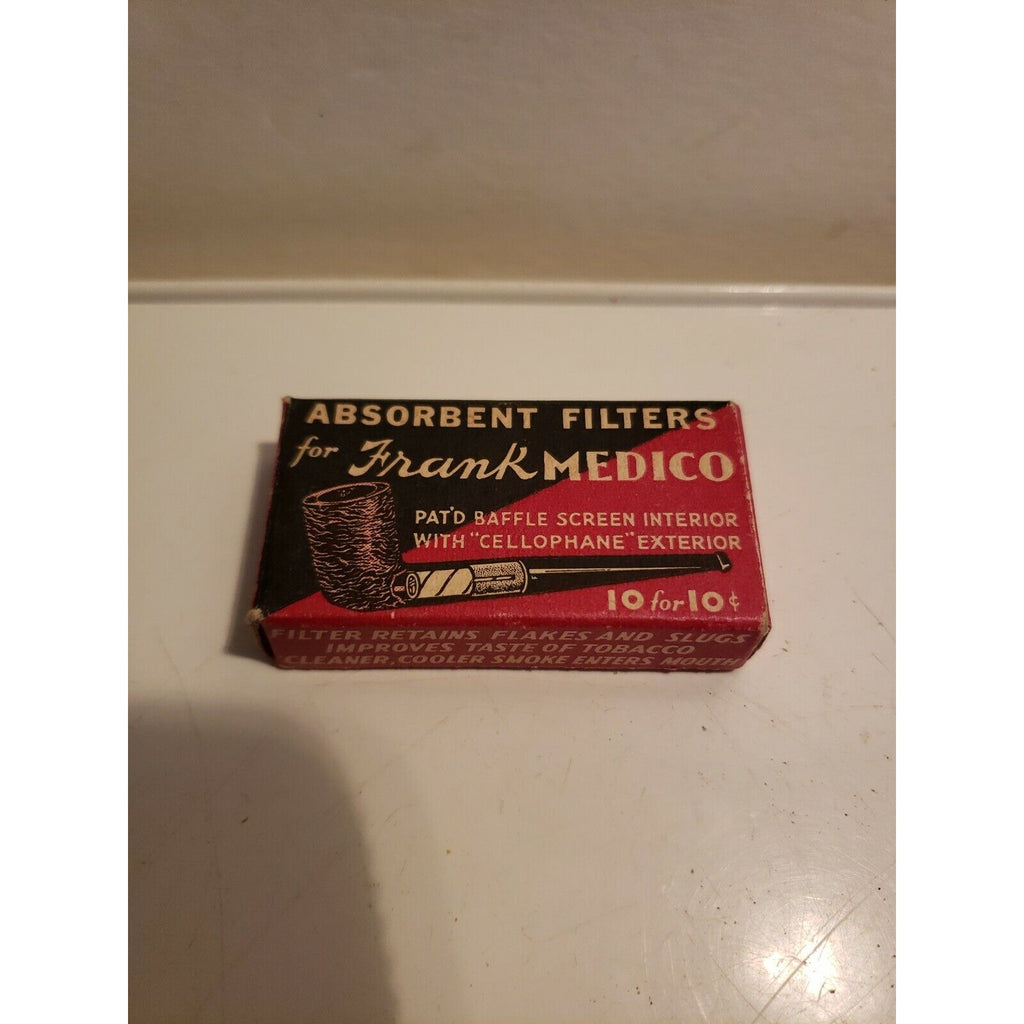 ABSORBENT FILTERS
for Frank MEDICO
PAT'D BAFFLE SCREEN INTERIOR
WITH "CELLOPHANE" EXTERIOR
10 for 10¢
FILTER RETAINS FLAKES AND SLUGS
IMPROVES TASTE OF TOBACCO
CLEANER, COOLER SMOKE ENTERS MOUTH